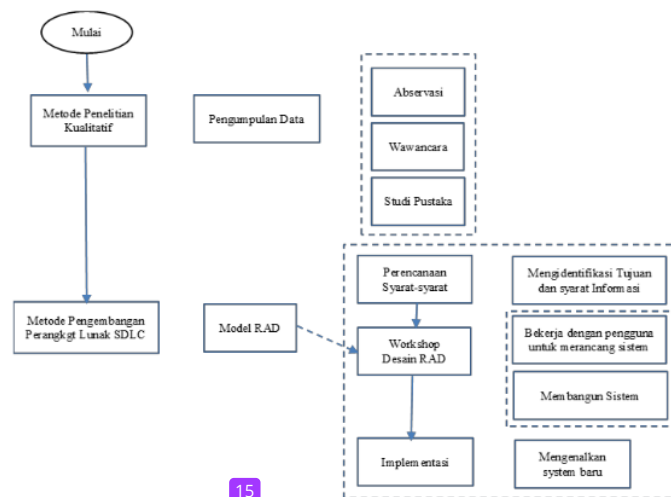 Mulai
Metode Penelitian
Kualitatif
Pengumpulan Data
Abservasi
Wawancara
Studi Pustaka
Perencanaan
Syarat-syarat
Mengidentifikasi Tujuan
dan syarat Informasi
Metode Pengembangan
Perangkgt Lunak SDLC
Model RAD
Workshop
Desain RAD
Bekerja dengan pengguna
untuk merancang sistem
Membangun Sistem
Implementasi
Mengenalkan
system baru
15